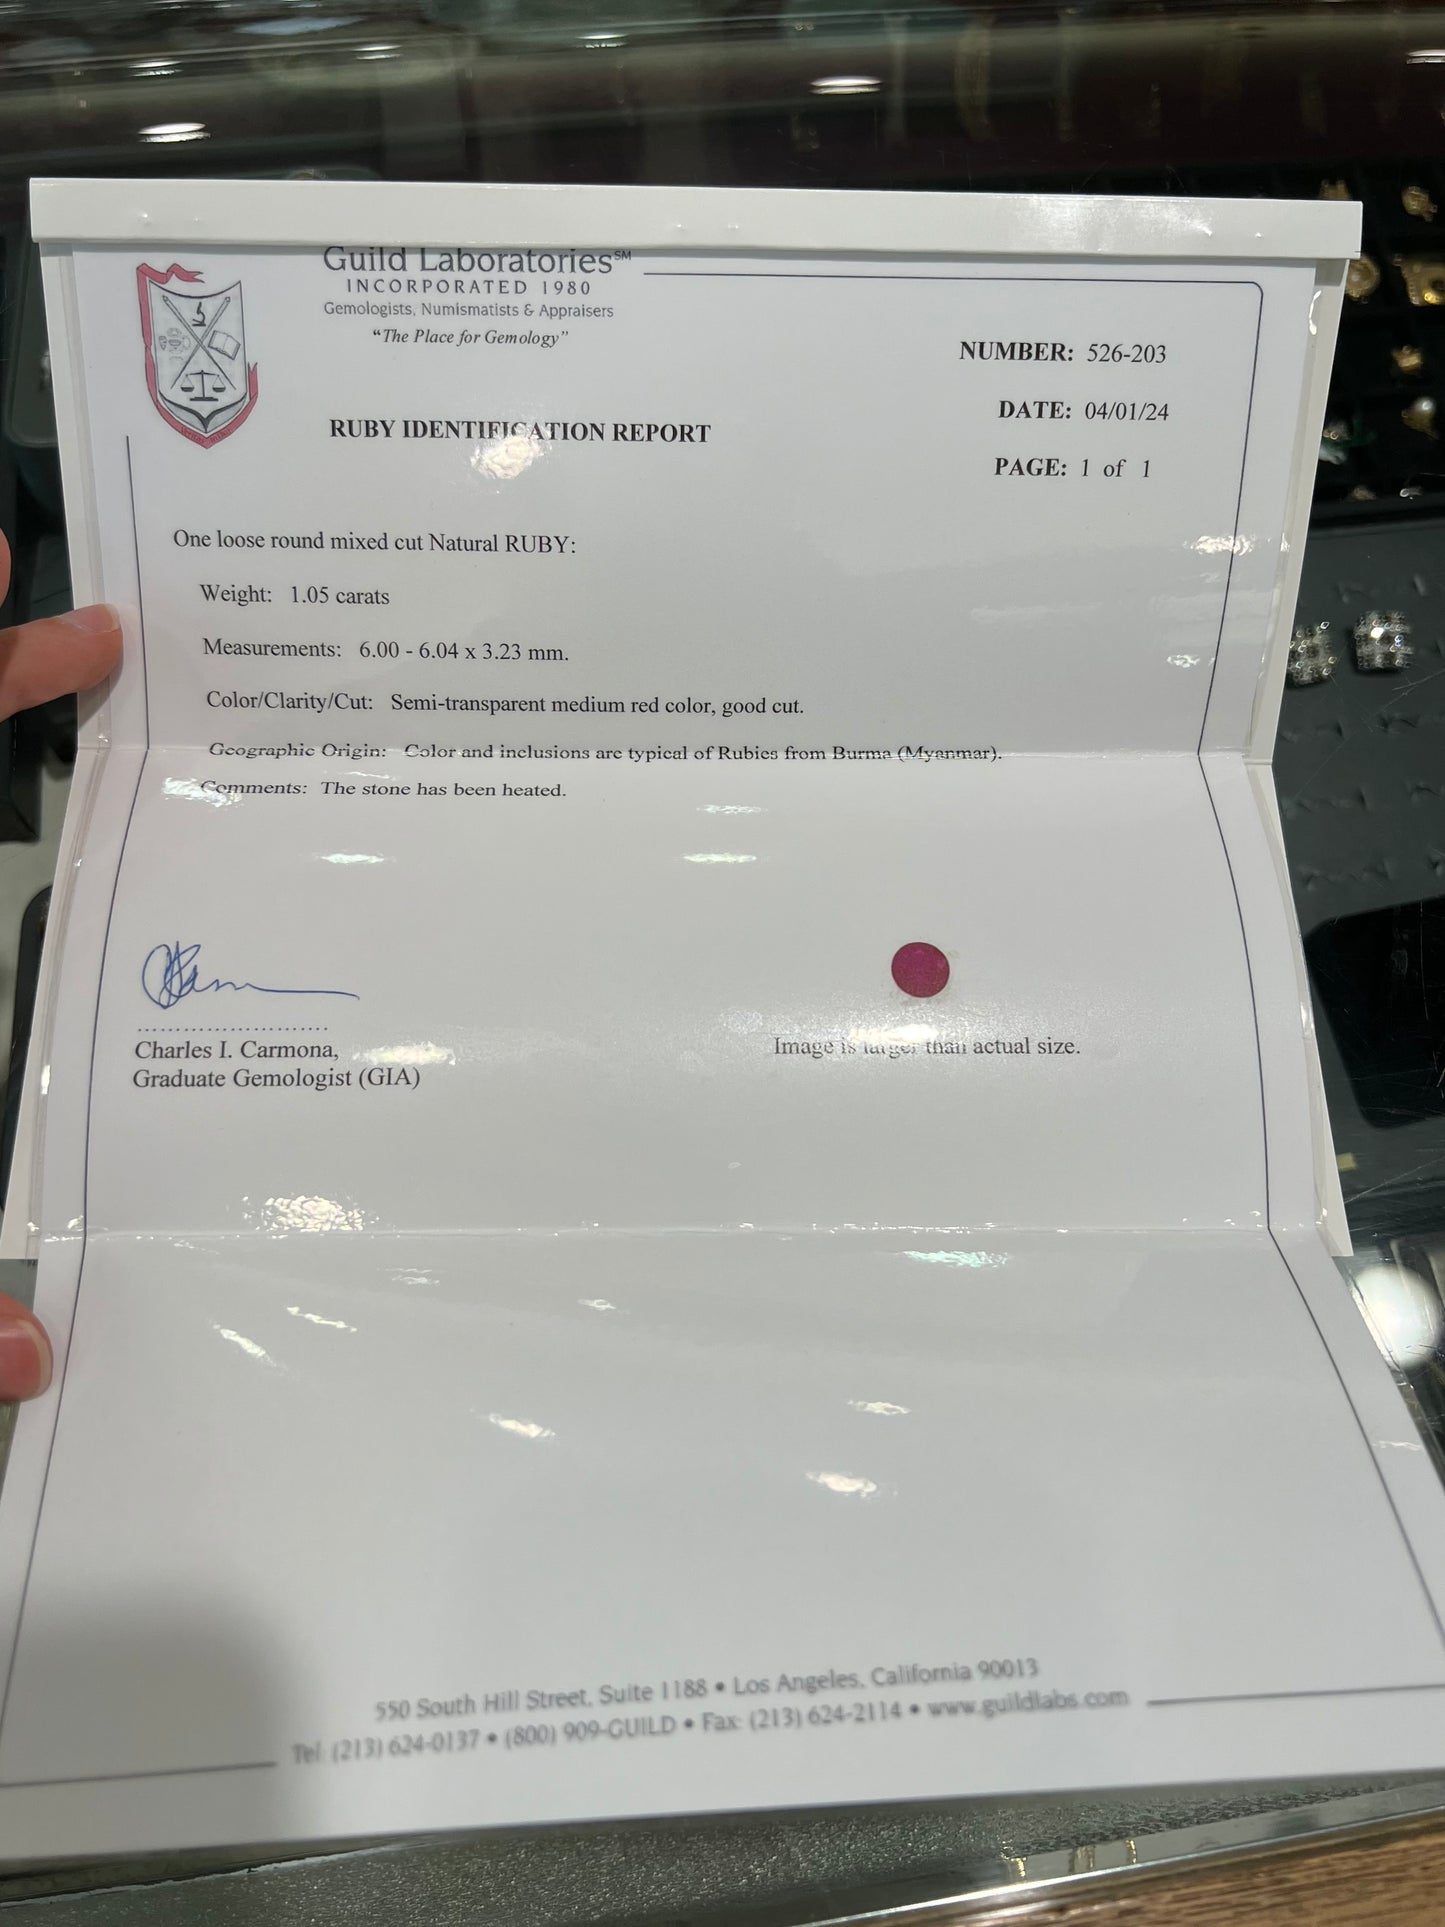 Guild Laboratories℠
INCORPORATED 1980
Gemologists, Numismatists & Appraisers
"The Place for Gemology"
NUMBER: 526-203
DATE: 04/01/24
PAGE: 1 of 1
RUBY IDENTIFICATION REPORT
One loose round mixed cut Natural RUBY:
Weight: 1.05 carats
Measurements: 6.00 - 6.04 x 3.23 mm.
Color/Clarity/Cut: Semi-transparent medium red color, good cut.
Geographic Origin: Color and inclusions are typical of Rubies from Burma (Myanmar).
Comments: The stone has been heated.
Charles I. Carmona,
Graduate Gemologist (GIA)
Image is larger than actual size.
550 South Hill Street, Suite 1188 • Los Angeles, California 90013
Tel (213) 624-0137 • (800) 909-GUILD • Fax: (213) 624-2114 • www.guildlabs.com